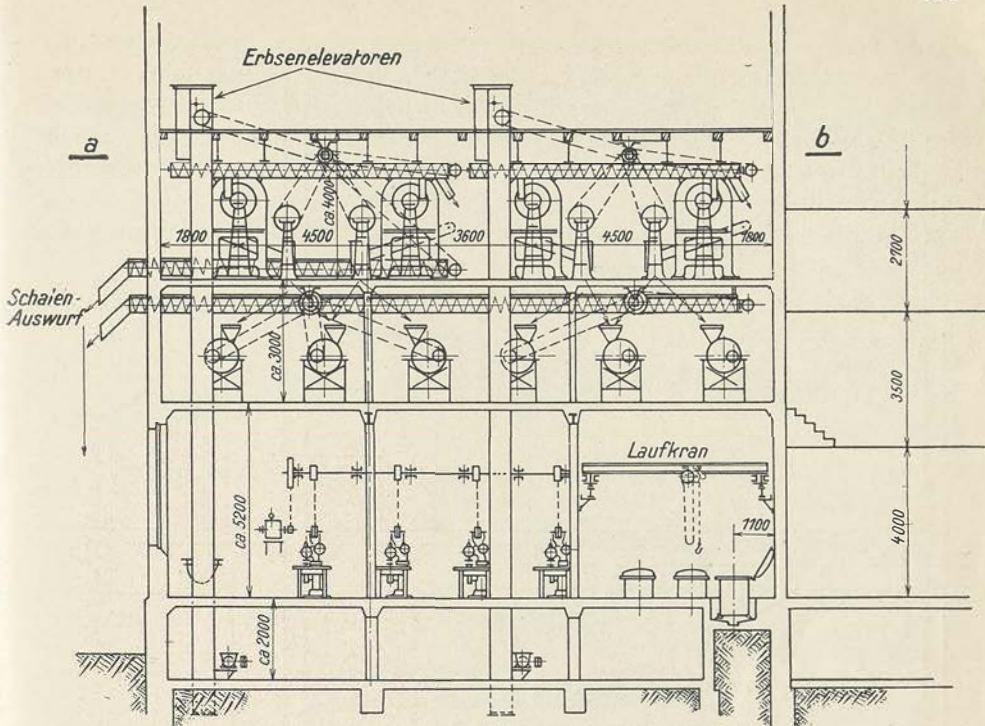 Erbsenelevatoren
a
b
ca. 4000
1800
4500
3600
4500
1800
2700
Schalen-
Auswurf
ca. 3000
3500
Laufkran
ca 5200
1100
4000
ca 2000